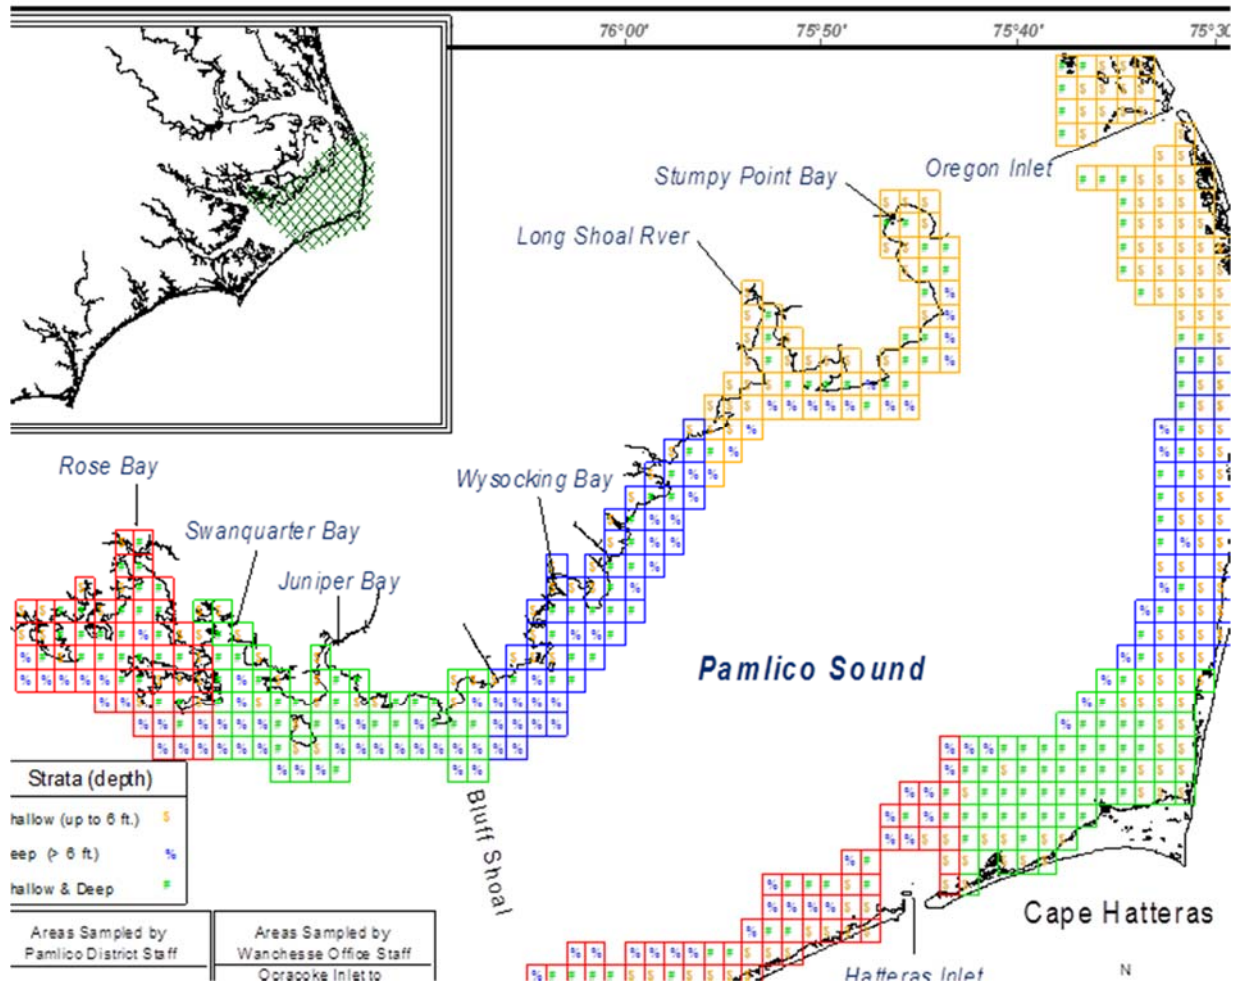 76°00'
75°50'
75°40'
75°30
Oregon Inlet
Stumpy Point Bay
Long Shoal Rver
Rose Bay
Wysocking Bay
Swanquarter Bay
Juniper Bay
Pamlico Sound
Strata (depth)
hallow (up to 6 ft.) $
eep (> 6 ft.) %
hallow & Deep #
Bluff Shoal
Areas Sampled by
Pamlico District Staff
Areas Sampled by
Wanchesse Office Staff
Ocracoke Inlet to
Cape Hatteras
Hatteras Inlet
N